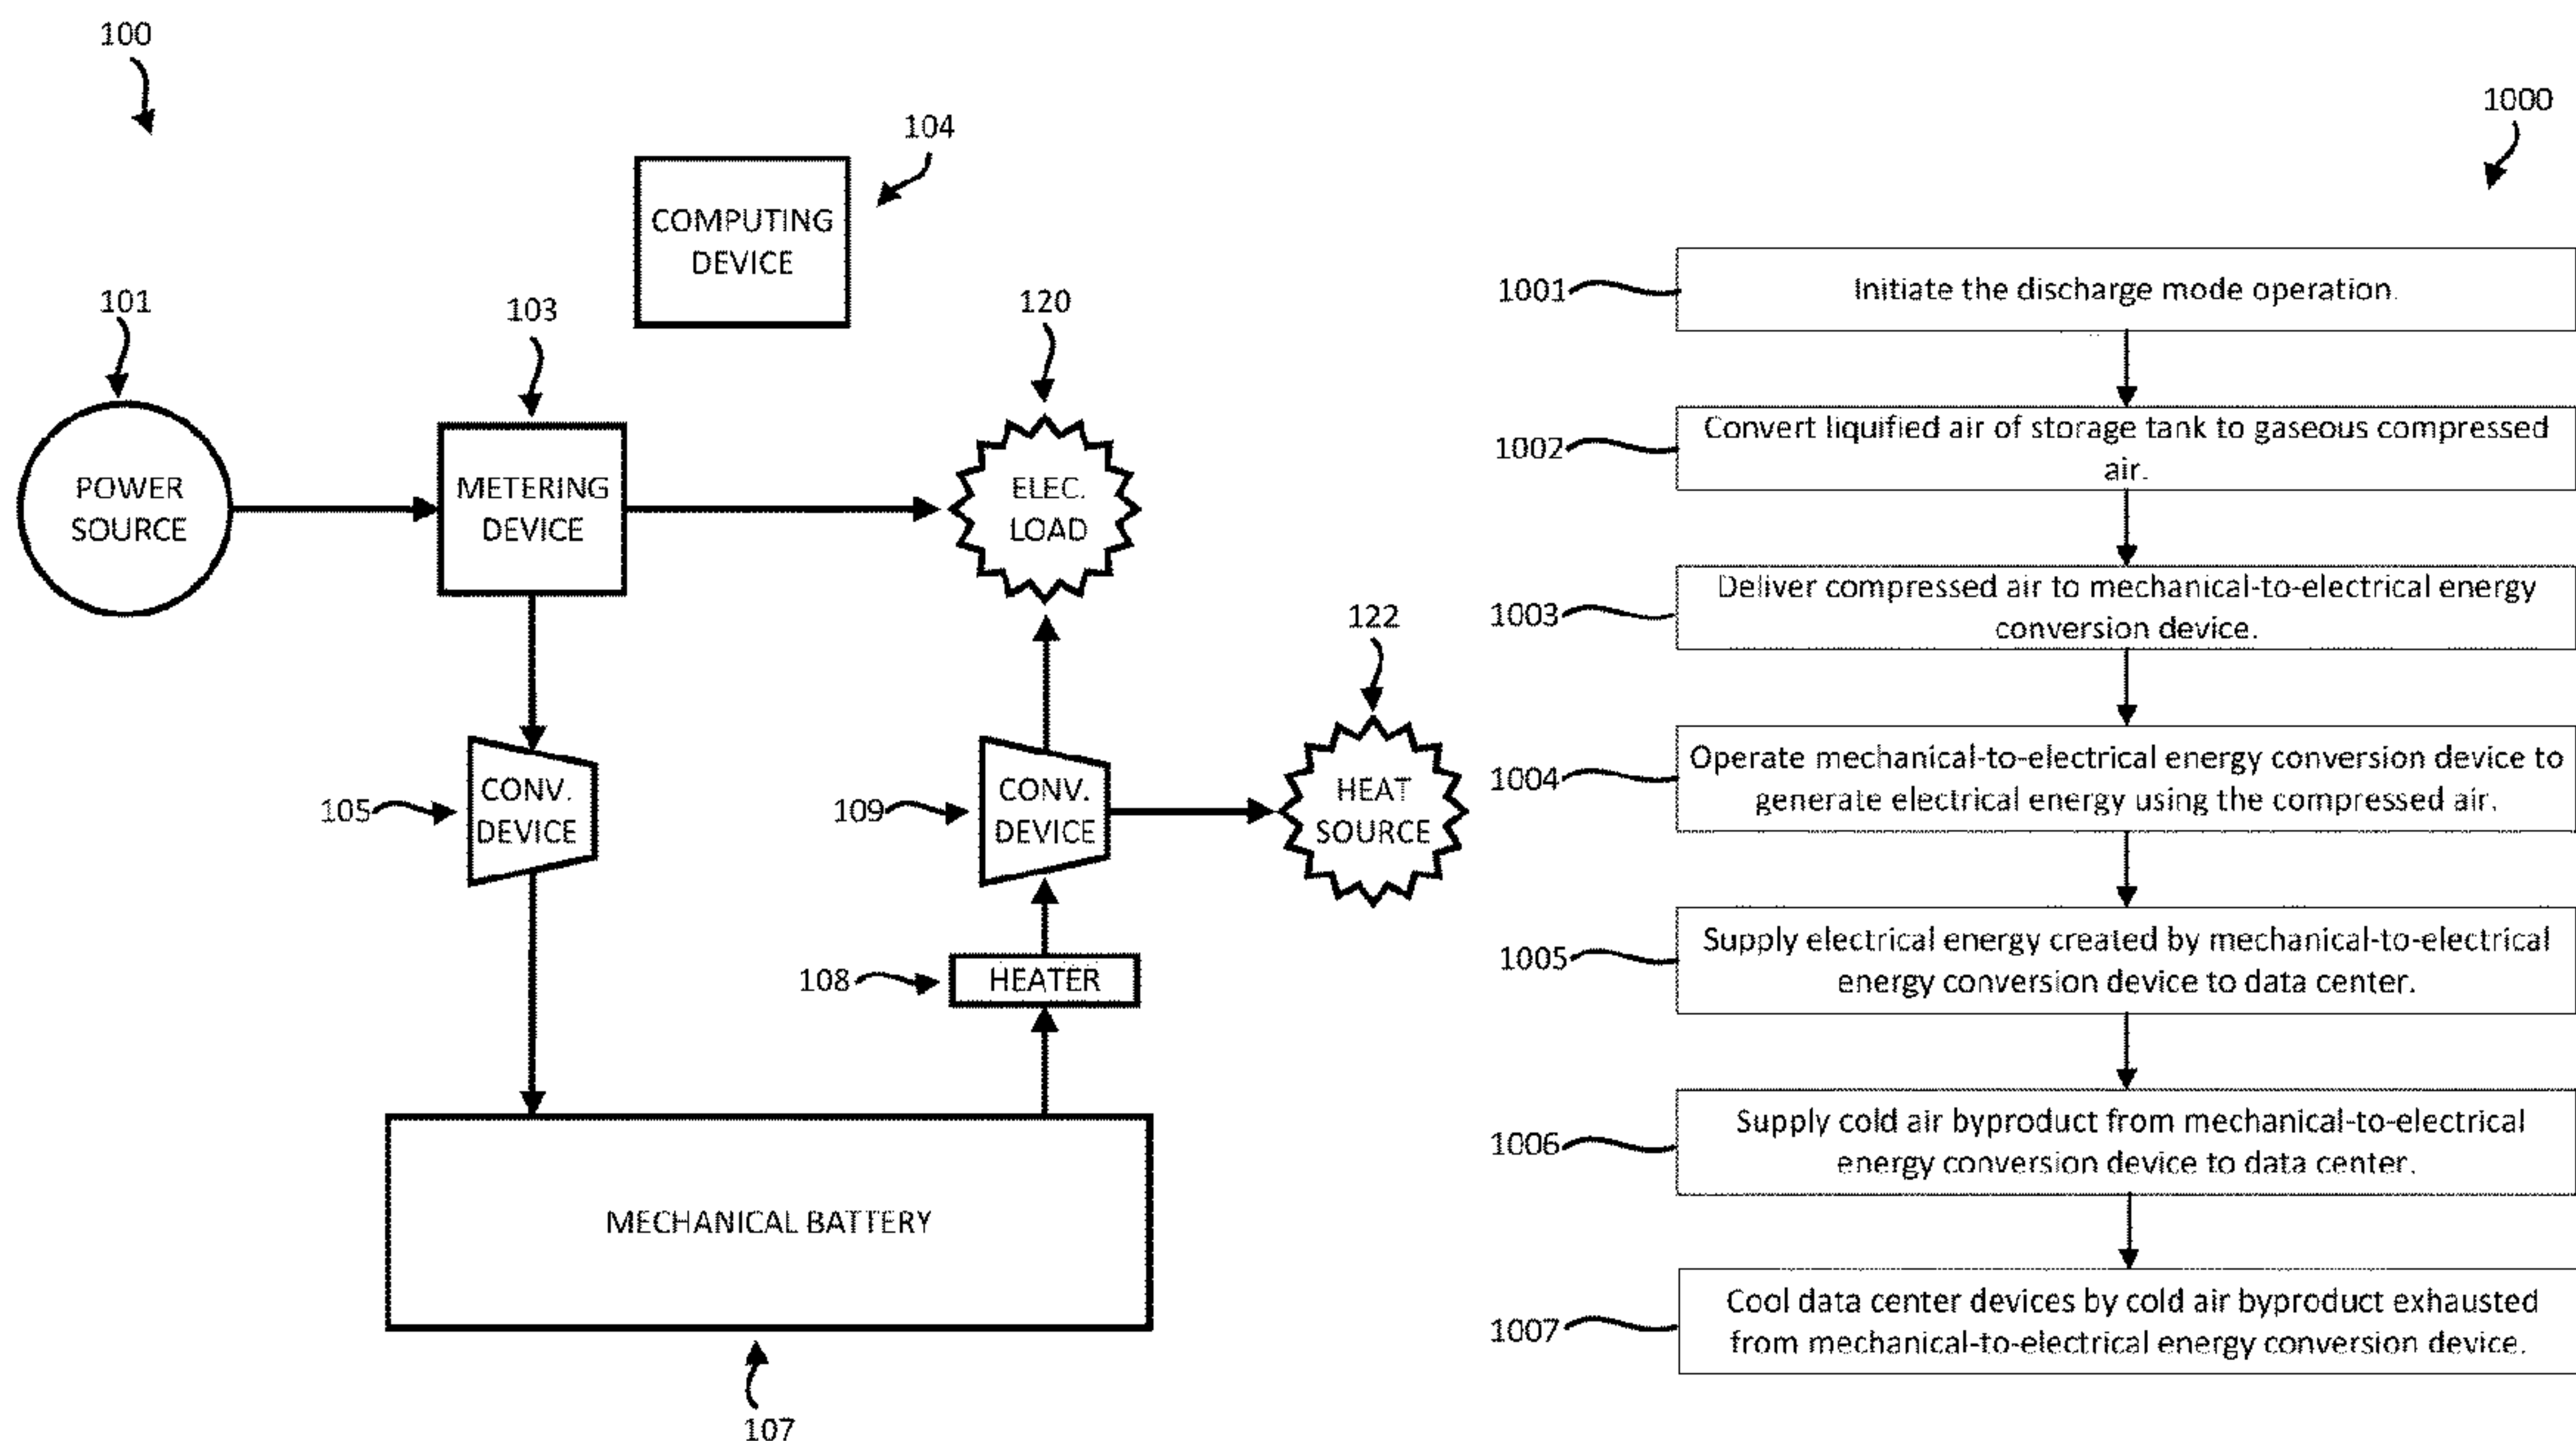 100
104
COMPUTING
DEVICE
101
103
120
POWER
SOURCE
METERING
DEVICE
ELEC.
LOAD
122
105
CONV.
DEVICE
109
CONV.
DEVICE
HEAT
SOURCE
108
HEATER
MECHANICAL BATTERY
107
1000
1001
Initiate the discharge mode operation.
1002
Convert liquified air of storage tank to gaseous compressed
air.
1003
Deliver compressed air to mechanical-to-electrical energy
conversion device.
1004
Operate mechanical-to-electrical energy conversion device to
generate electrical energy using the compressed air.
1005
Supply electrical energy created by mechanical-to-electrical
energy conversion device to data center.
1006
Supply cold air byproduct from mechanical-to-electrical
energy conversion device to data center.
1007
Cool data center devices by cold air byproduct exhausted
from mechanical-to-electrical energy conversion device.